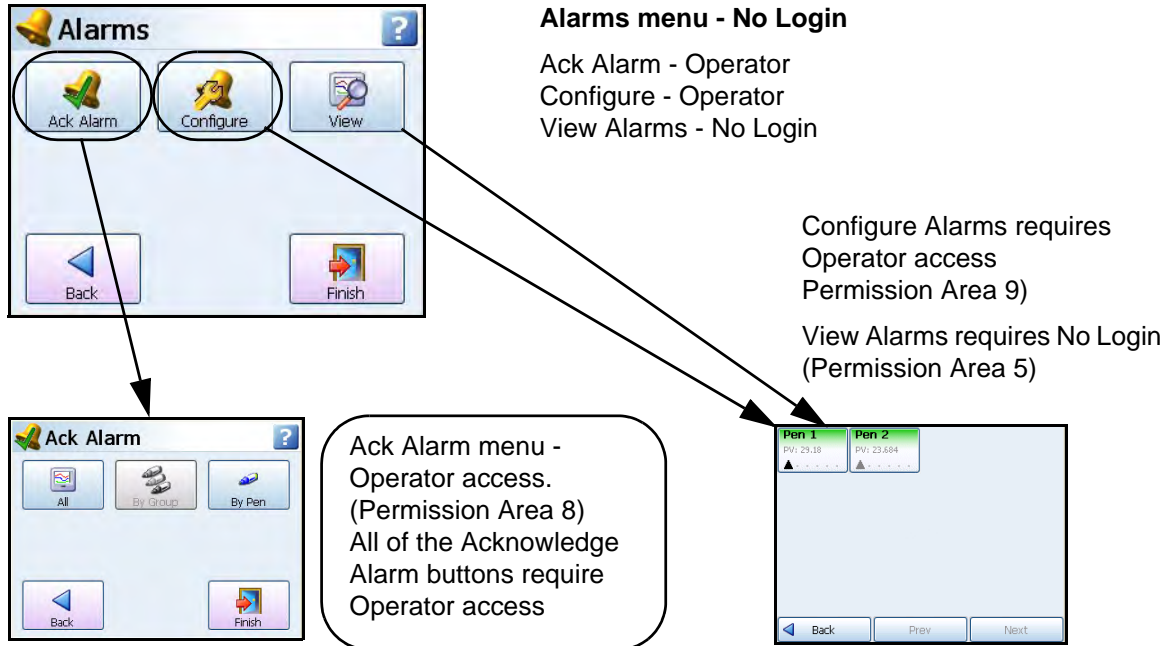 Alarms
?
Ack Alarm
Configure
View
Back
Finish
Alarms menu - No Login
Ack Alarm - Operator
Configure - Operator
View Alarms - No Login
Configure Alarms requires
Operator access
Permission Area 9)
View Alarms requires No Login
(Permission Area 5)
Ack Alarm
?
All
By Group
By Pen
Back
Finish
Ack Alarm menu -
Operator access.
(Permission Area 8)
All of the Acknowledge
Alarm buttons require
Operator access
Pen 1
PV: 29.18
Pen 2
PV: 23.684
Back
Prev
Next